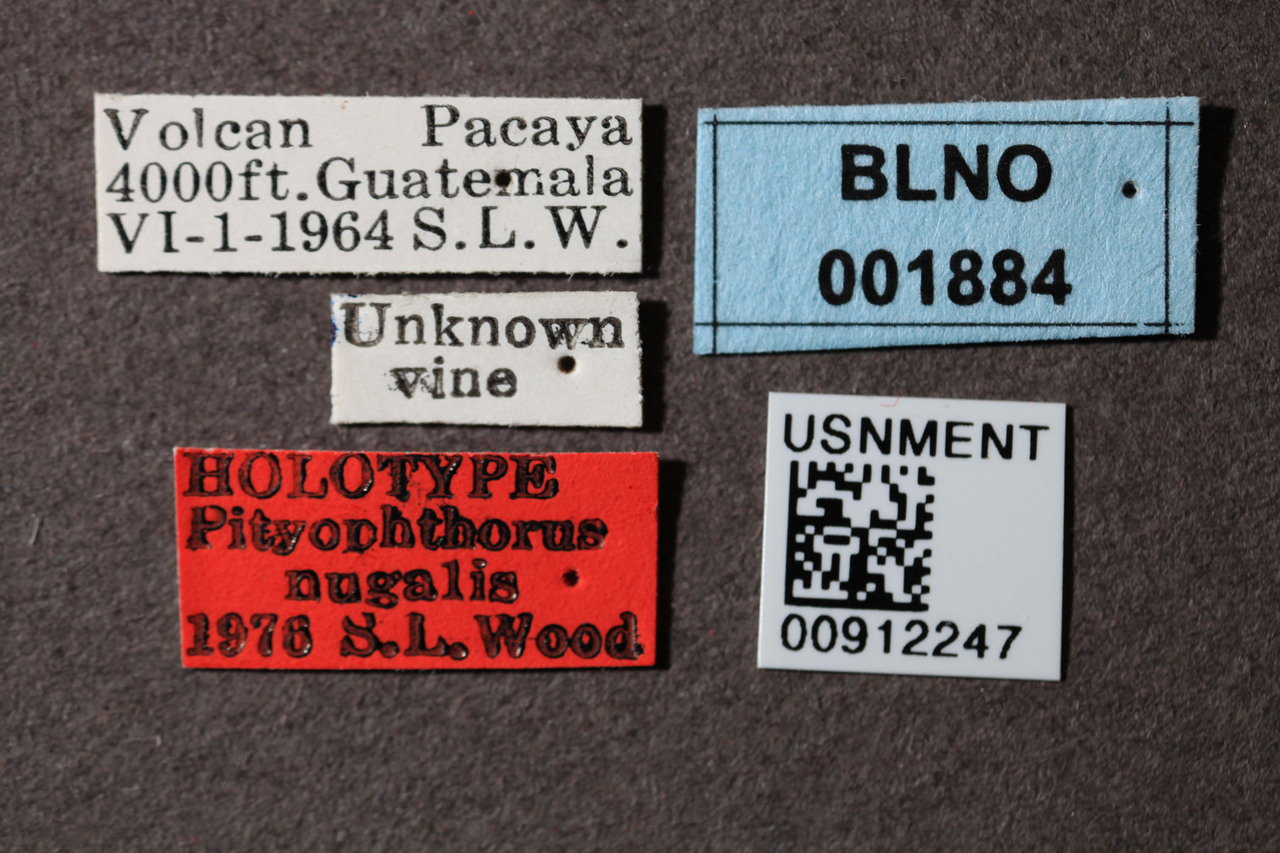 Volcan Pacaya
4000ft. Guatemala
VI-1-1964 S.L.W.
Unknown
vine
HOLOTYPE
Pityophthorus
nugalis
1976 S.L. Wood
BLNO
001884
USNMENT
00912247